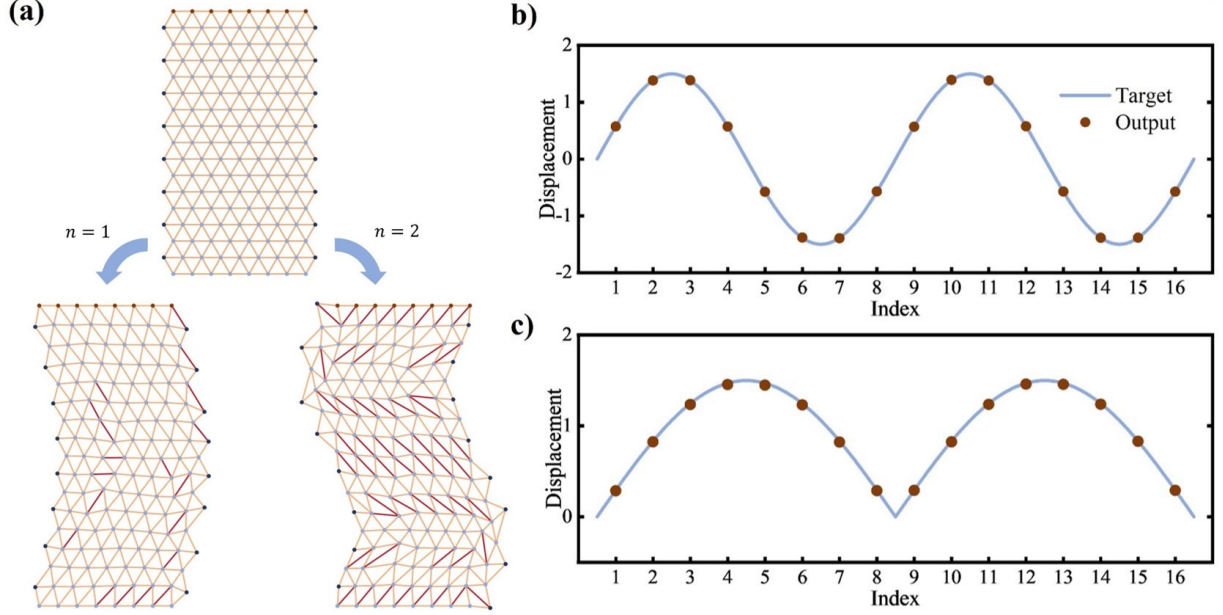 (a)
n = 1
n = 2
b)
2
1
0
-1
-2
Displacement
Target
Output
1 2 3 4 5 6 7 8 9 10 11 12 13 14 15 16
Index
c)
2
1
0
Displacement
1 2 3 4 5 6 7 8 9 10 11 12 13 14 15 16
Index